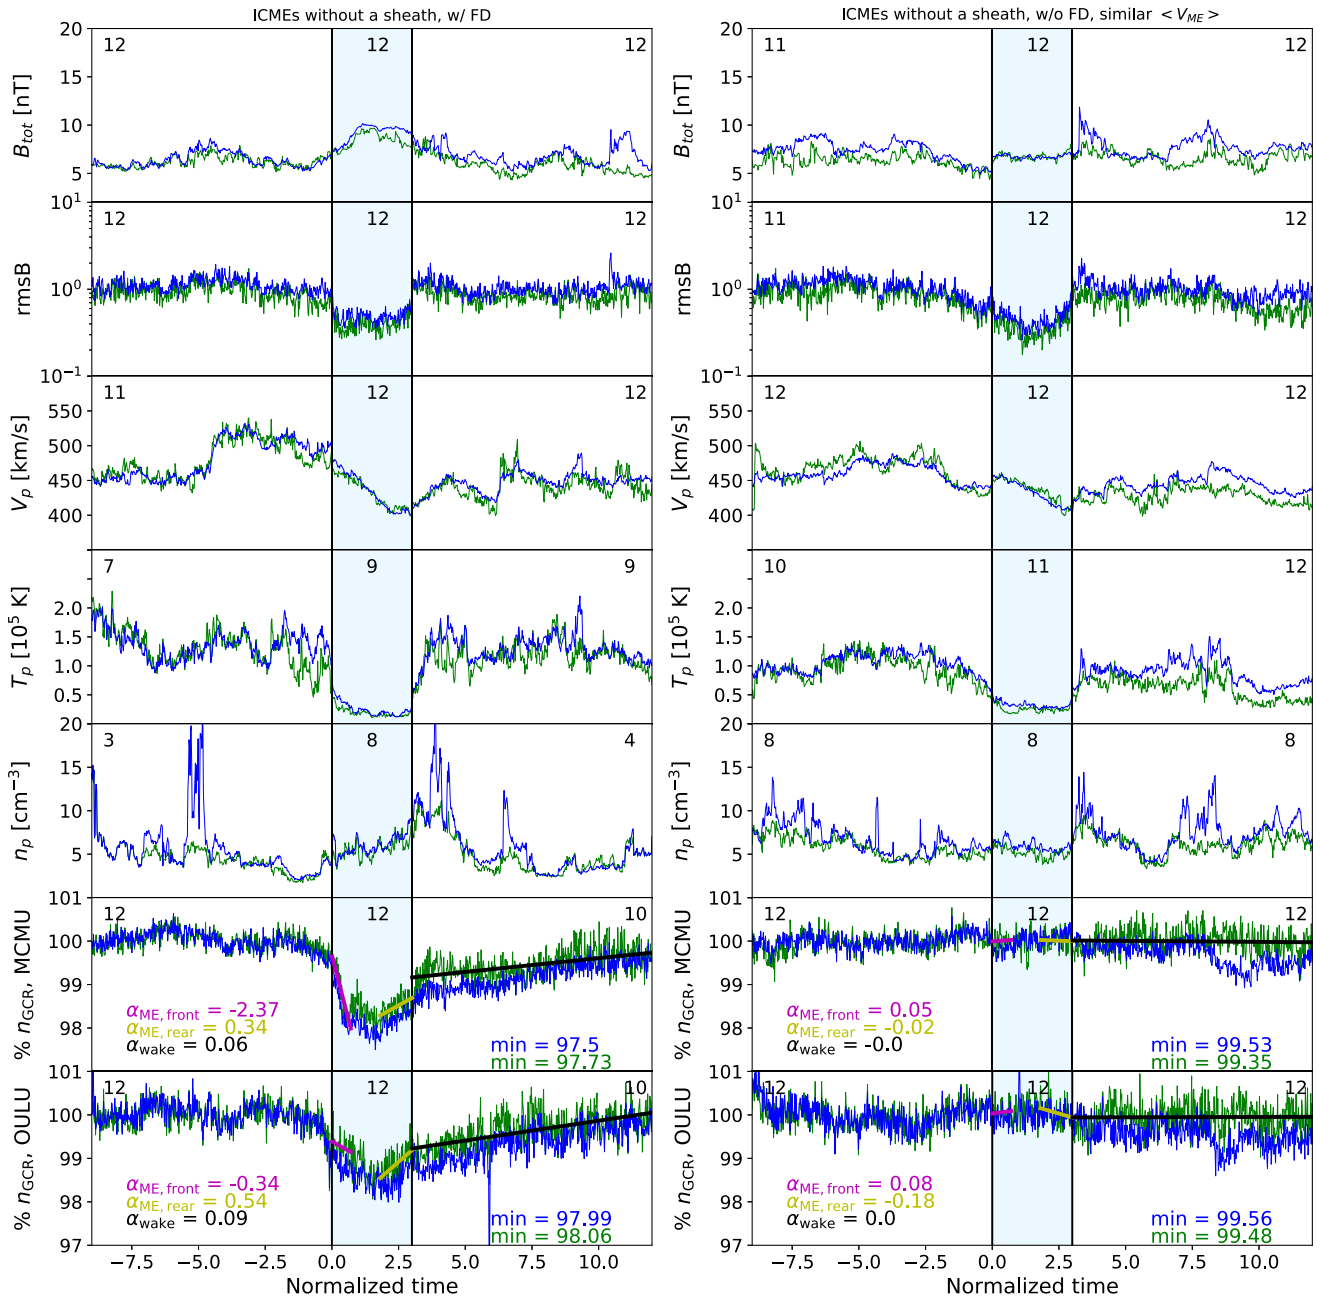 ICMEs without a sheath, w/ FD
20
15
10
5
B_tot [nT]
12 12 12
10^1
10^0
10^-1
rmsB
12 12 12
550
500
450
400
V_p [km/s]
11 12 12
2.0
1.5
1.0
0.5
T_p [10^5 K]
7 9 9
20
15
10
5
n_p [cm^−3]
3 8 4
101
100
99
98
% n_GCR, MCMU
12 12 10
α_ME, front = -2.37
α_ME, rear = 0.34
α_wake = 0.06
min = 97.5
min = 97.73
101
100
99
98
97
% n_GCR, OULU
12 12 10
α_ME, front = -0.34
α_ME, rear = 0.54
α_wake = 0.09
min = 97.99
min = 98.06
−7.5 −5.0 −2.5 0.0 2.5 5.0 7.5 10.0
Normalized time
ICMEs without a sheath, w/o FD, similar < V_ME >
20
15
10
5
B_tot [nT]
11 12 12
10^1
10^0
10^-1
rmsB
11 12 12
550
500
450
400
V_p [km/s]
12 12 12
2.0
1.5
1.0
0.5
T_p [10^5 K]
10 11 12
20
15
10
5
n_p [cm^−3]
8 8 8
101
100
99
98
% n_GCR, MCMU
12 12 12
α_ME, front = 0.05
α_ME, rear = -0.02
α_wake = -0.0
min = 99.53
min = 99.35
101
100
99
98
97
% n_GCR, OULU
12 12 12
α_ME, front = 0.08
α_ME, rear = -0.18
α_wake = 0.0
min = 99.56
min = 99.48
−7.5 −5.0 −2.5 0.0 2.5 5.0 7.5 10.0
Normalized time